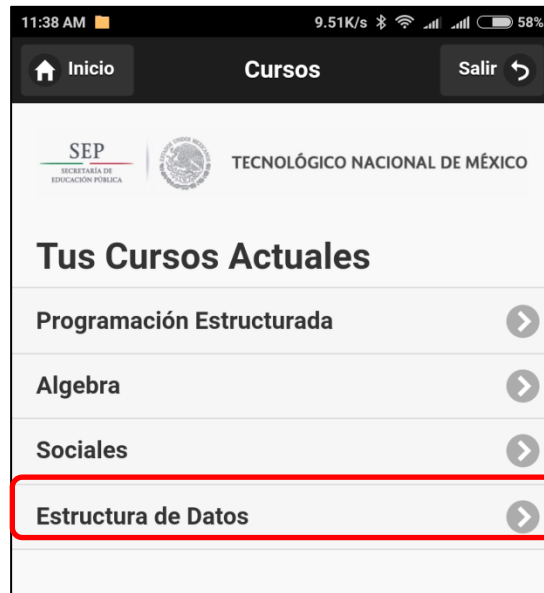 11:38 AM 9.51K/s 58%
Inicio Cursos Salir
SEP
SECRETARÍA DE
EDUCACIÓN PÚBLICA
TECNOLÓGICO NACIONAL DE MÉXICO
Tus Cursos Actuales
Programación Estructurada
Algebra
Sociales
Estructura de Datos